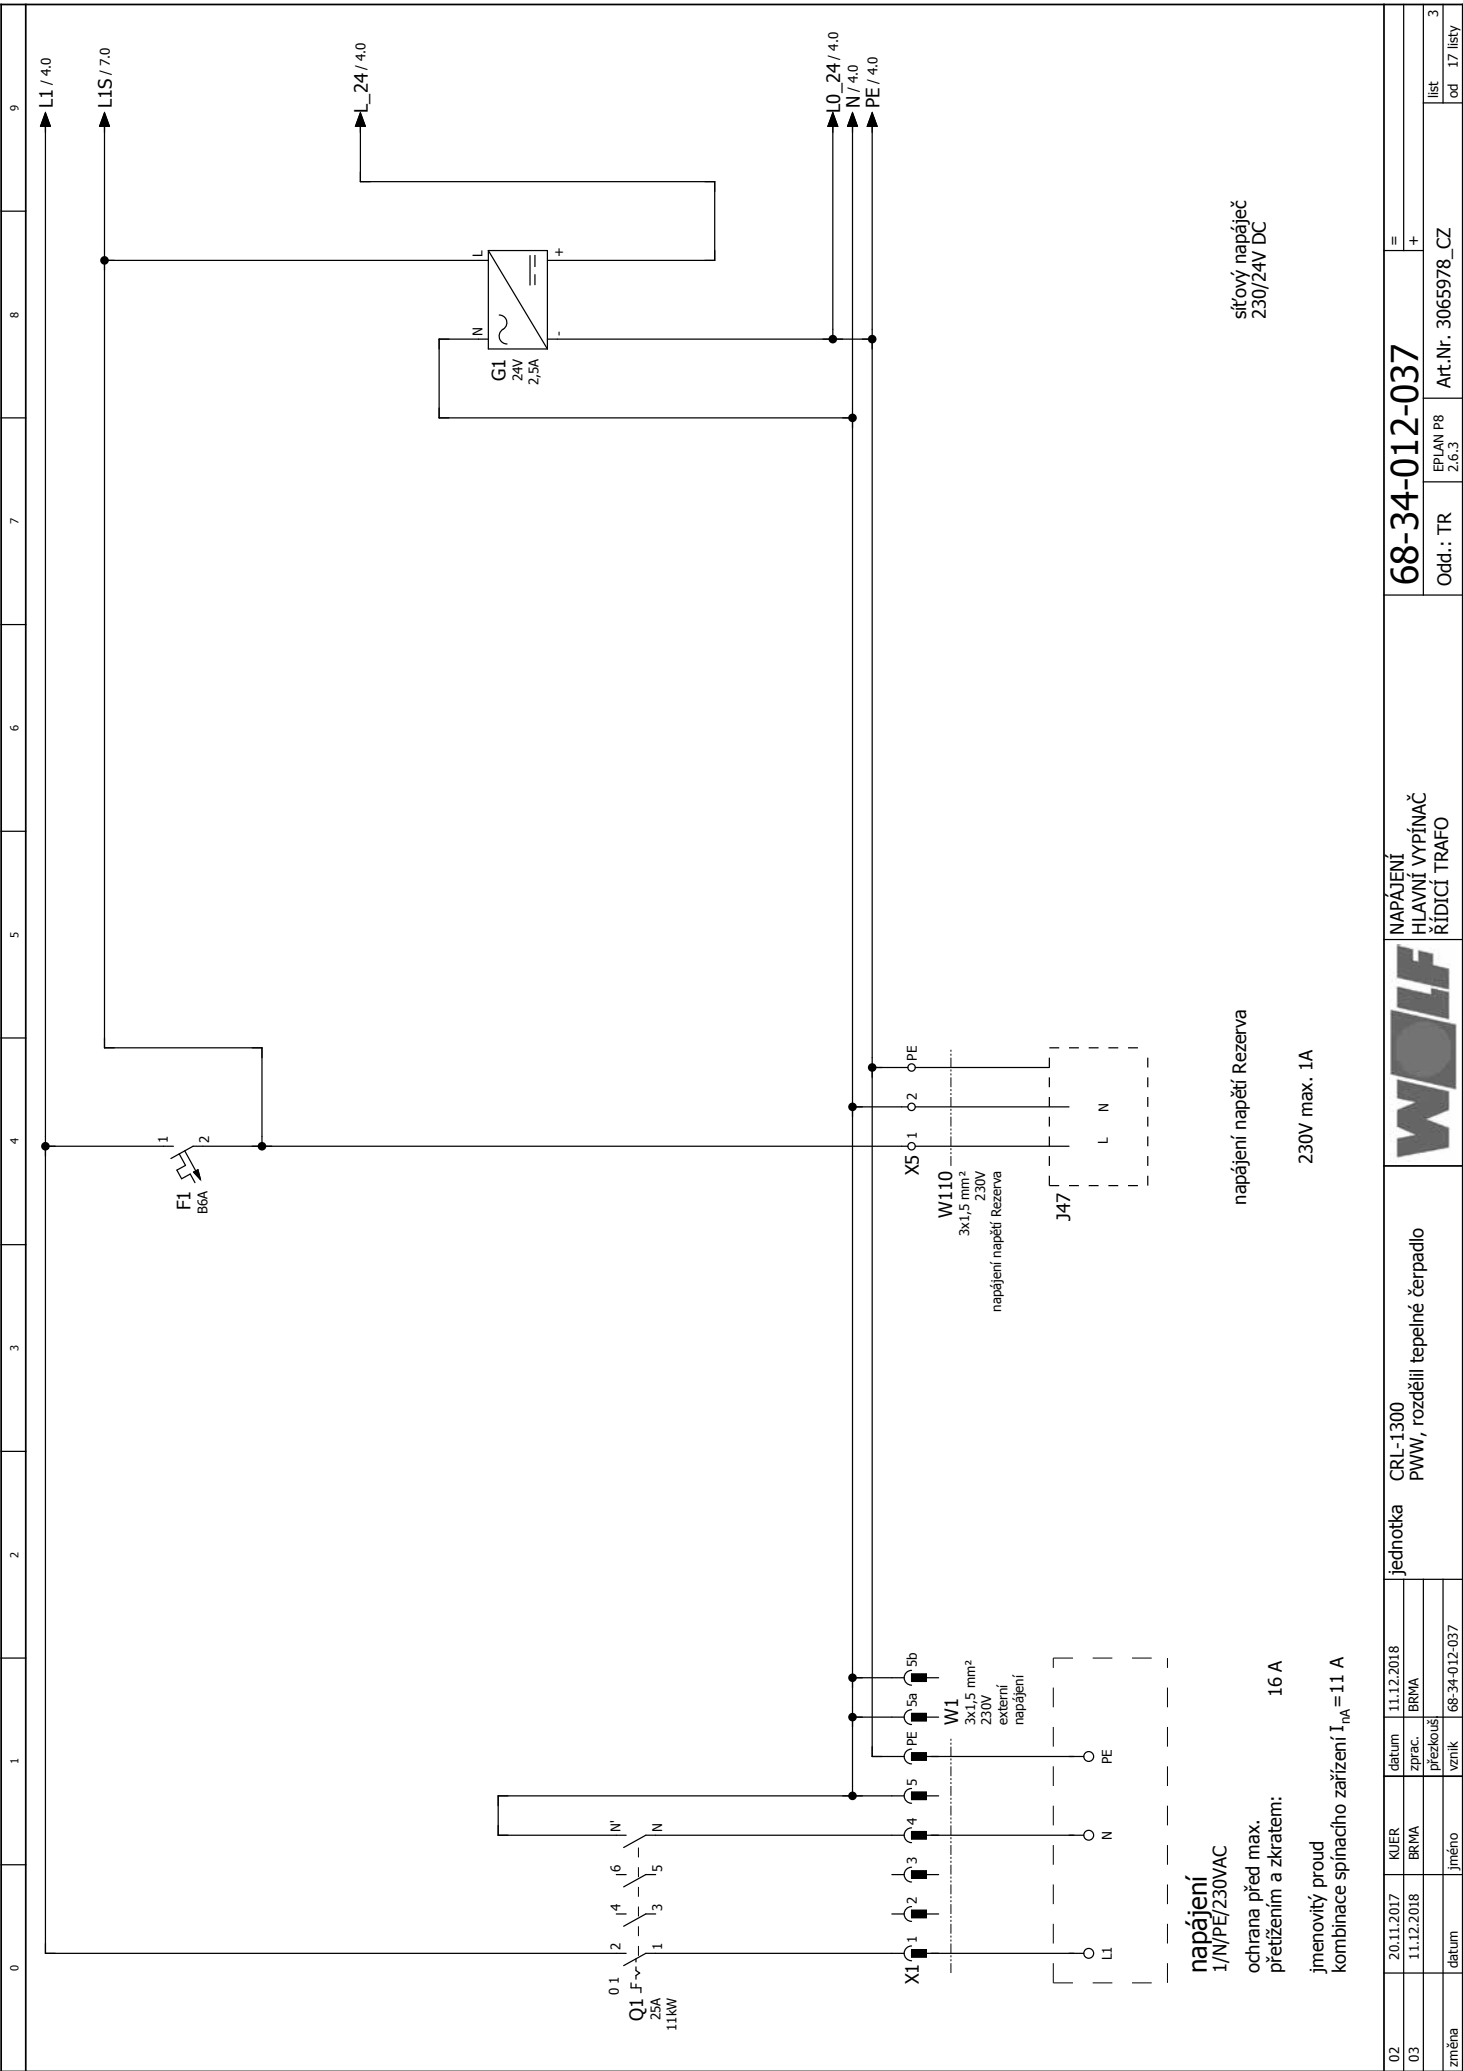 0 1 2 3 4 5 6 7 8 9
L1 / 4.0
L1S / 7.0
L_24 / 4.0
L0_24 / 4.0
N / 4.0
PE / 4.0
F1
B6A
1
2
G1
24V
2,5A
N
L
-
+
0 1
Q1
25A
11kW
2 4 6 N'
1 3 5 N
X1
1 2 3 4 5 PE 5a 5b
W1
3x1,5 mm²
230V
externí
napájení
L1 N PE
napájení
1/N/PE/230VAC
ochrana před max.
přetížením a zkratem: 16 A
jmenovitý proud
kombinace spínacího zařízení InA=11 A
X5
1 2 PE
W110
3x1,5 mm²
230V
napájení napětí Rezerva
J47
L N
napájení napětí Rezerva
230V max. 1A
síťový napáječ
230/24V DC
02 20.11.2017 KUER datum 11.12.2018
03 11.12.2018 BRMA zprac. BRMA
přezkouš.
změna datum jméno vznik 68-34-012-037
jednotka CRL-1300
PWW, rozdělil tepelné čerpadlo
WOLF
NAPÁJENÍ
HLAVNÍ VYPÍNAČ
ŘÍDICÍ TRAFO
68-34-012-037
=
+
Odd.: TR
EPLAN P8
2.6.3
Art.Nr. 3065978_CZ
list 3
od 17 listy